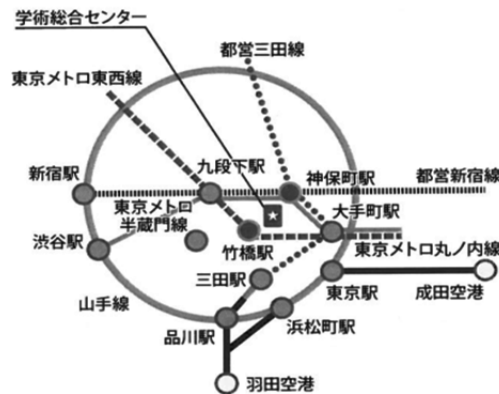 学術総合センター
都営三田線
東京メトロ東西線
九段下駅
新宿駅
神保町駅
都営新宿線
東京メトロ
半蔵門線
大手町駅
渋谷駅
竹橋駅
東京メトロ丸ノ内線
三田駅
東京駅
成田空港
山手線
品川駅
浜松町駅
羽田空港